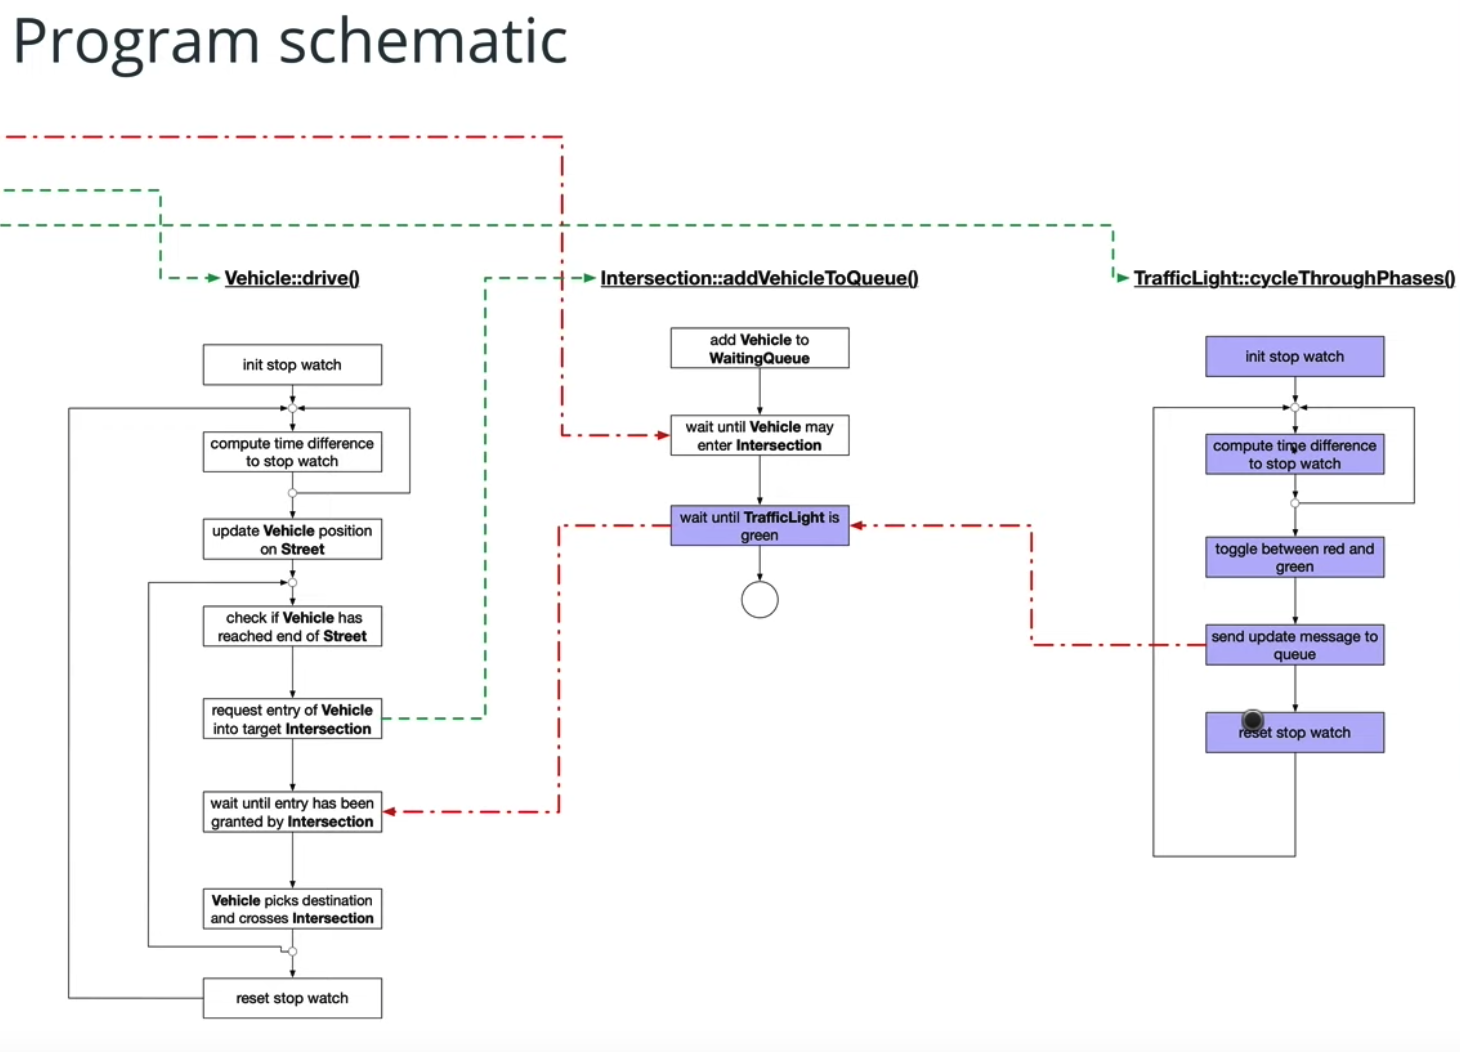 Program schematic
Vehicle::drive()
init stop watch
compute time difference
to stop watch
update Vehicle position
on Street
check if Vehicle has
reached end of Street
request entry of Vehicle
into target Intersection
wait until entry has been
granted by Intersection
Vehicle picks destination
and crosses Intersection
reset stop watch
Intersection::addVehicleToQueue()
add Vehicle to
WaitingQueue
wait until Vehicle may
enter Intersection
wait until TrafficLight is
green
TrafficLight::cycleThroughPhases()
init stop watch
compute time difference
to stop watch
toggle between red and
green
send update message to
queue
reset stop watch